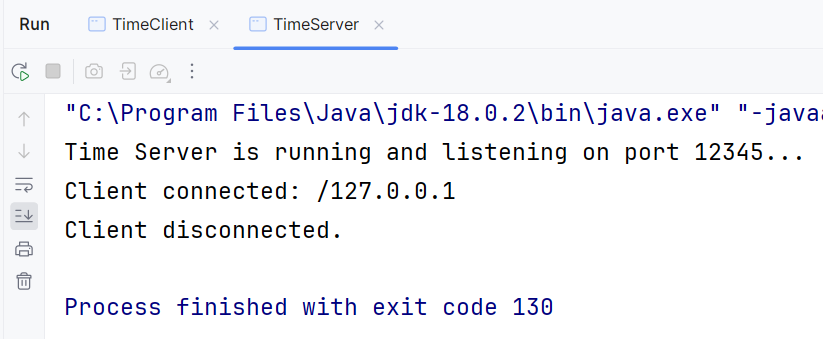 Run TimeClient TimeServer
"C:\Program Files\Java\jdk-18.0.2\bin\java.exe" "-java
Time Server is running and listening on port 12345...
Client connected: /127.0.0.1
Client disconnected.
Process finished with exit code 130